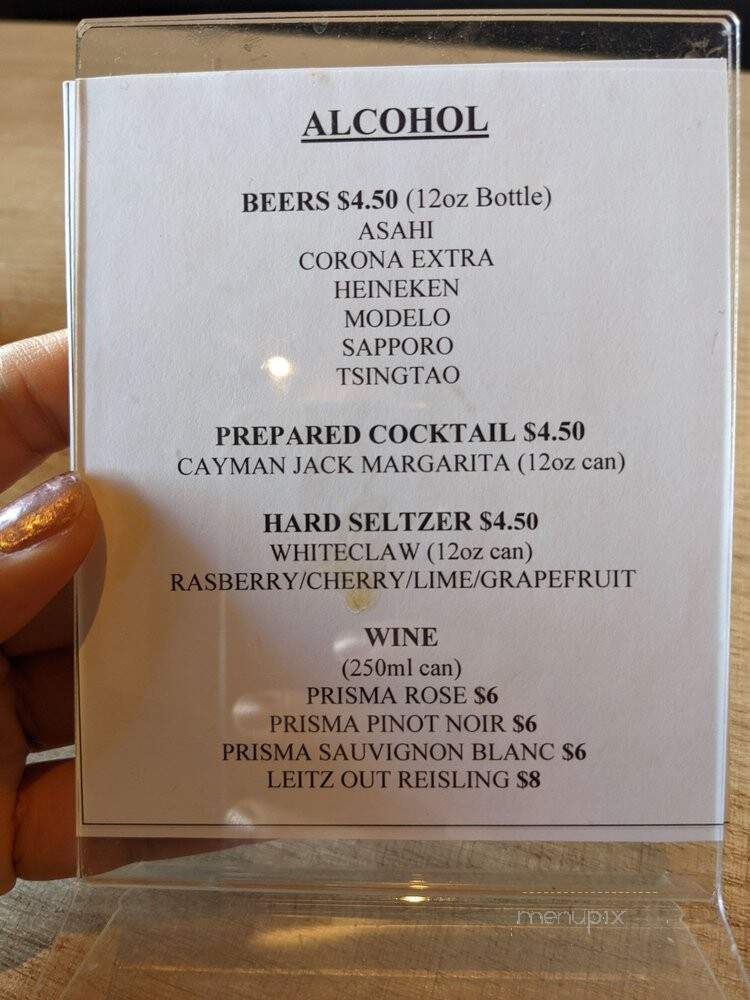 ALCOHOL
BEERS $4.50 (12oz Bottle)
ASAHI
CORONA EXTRA
HEINEKEN
MODELO
SAPPORO
TSINGTAO
PREPARED COCKTAIL $4.50
CAYMAN JACK MARGARITA (12oz can)
HARD SELTZER $4.50
WHITECLAW (12oz can)
RASBERRY/CHERRY/LIME/GRAPEFRUIT
WINE
(250ml can)
PRISMA ROSE $6
PRISMA PINOT NOIR $6
PRISMA SAUVIGNON BLANC $6
LEITZ OUT REISLING $8
menupix